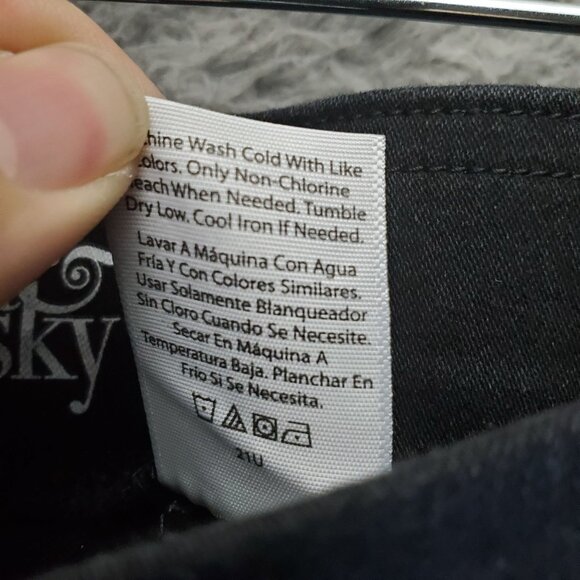 hine Wash Cold With Like
olors. Only Non-Chlorine
each When Needed. Tumble
Dry Low. Cool Iron If Needed.
Lavar A Máquina Con Agua
Fría Y Con Colores Similares.
Usar Solamente Blanqueador
Sin Cloro Cuando Se Necesite.
Secar En Máquina A
Temperatura Baja. Planchar En
Frio Si Se Necesita.
21U
sky